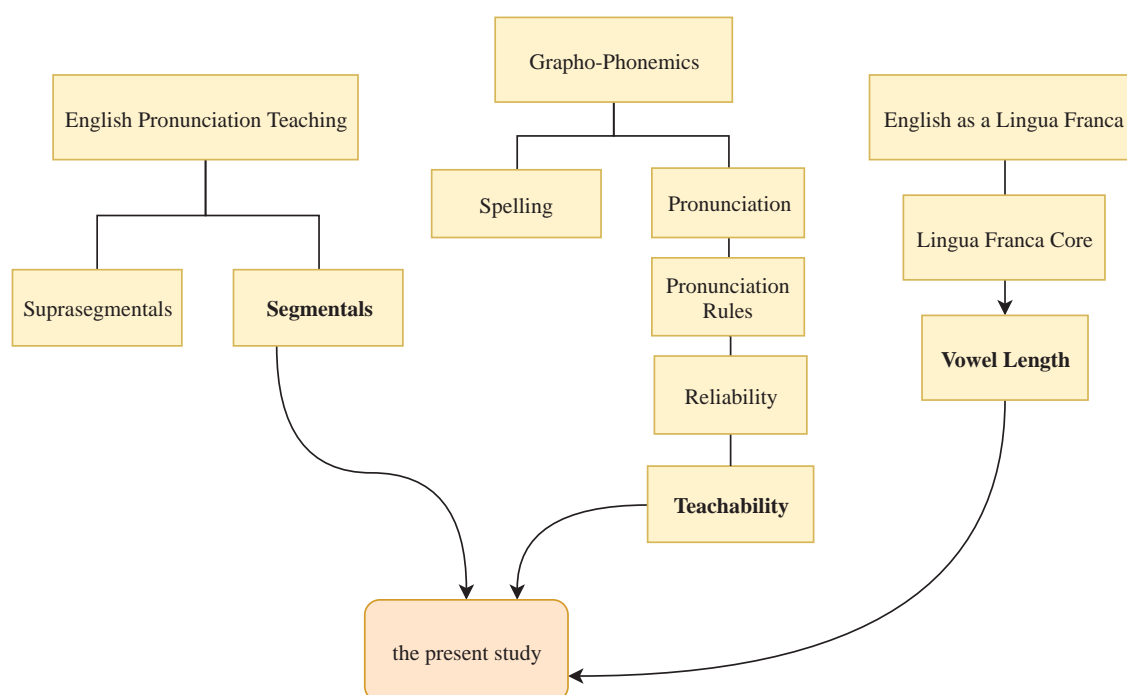 Grapho-Phonemics
English Pronunciation Teaching
English as a Lingua Franca
Spelling
Pronunciation
Lingua Franca Core
Suprasegmentals
Segmentals
Pronunciation
Rules
Vowel Length
Reliability
Teachability
the present study